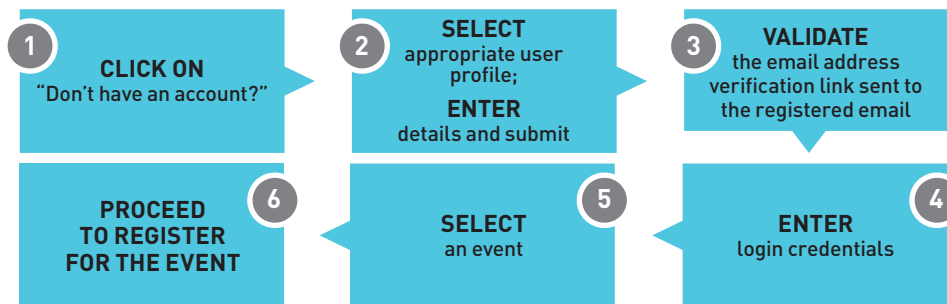 1
CLICK ON
“Don’t have an account?”
2
SELECT
appropriate user
profile;
ENTER
details and submit
3
VALIDATE
the email address
verification link sent to
the registered email
4
ENTER
login credentials
5
SELECT
an event
6
PROCEED
TO REGISTER
FOR THE EVENT